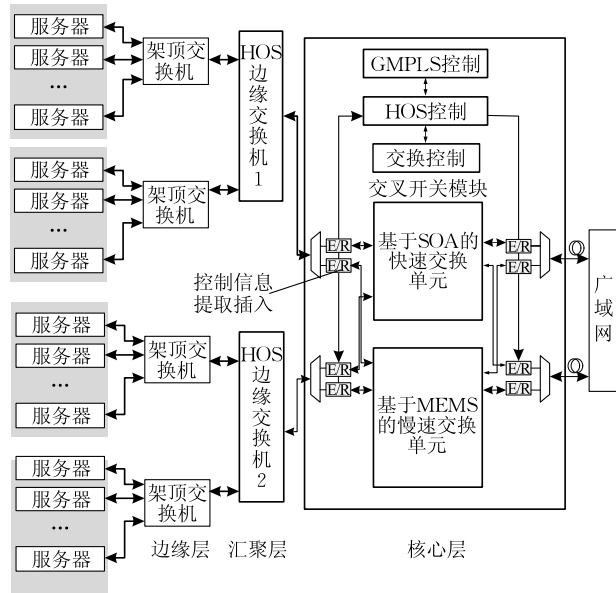 服务器
服务器
...
服务器
架顶交
换机
服务器
服务器
...
服务器
架顶交
换机
HOS
边
缘
交
换
机
1
服务器
服务器
...
服务器
架顶交
换机
服务器
服务器
...
服务器
架顶交
换机
HOS
边
缘
交
换
机
2
GMPLS控制
HOS控制
交换控制
交叉开关模块
E/R
E/R
基于SOA的
快速交换
单元
E/R
E/R
控制信息
提取插入
E/R
E/R
基于MEMS
的慢速交换
单元
E/R
E/R
广
域
网
边缘层
汇聚层
核心层